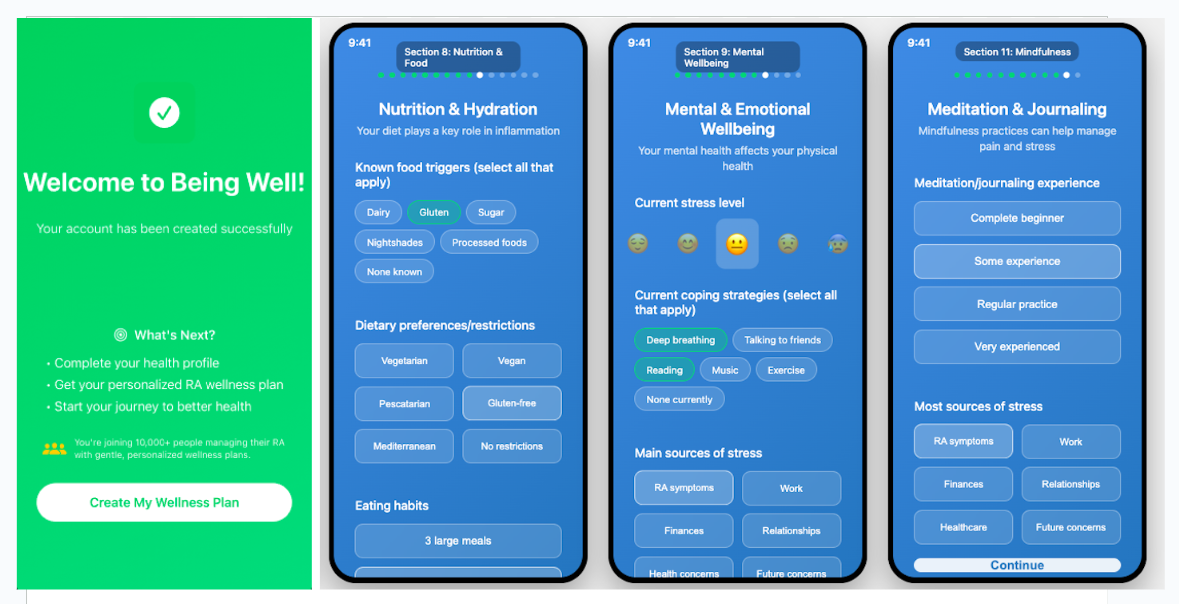 Welcome to Being Well!
Your account has been created successfully
What's Next?
• Complete your health profile
• Get your personalized RA wellness plan
• Start your journey to better health
You're joining 10,000+ people managing their RA
with gentle, personalized wellness plans.
Create My Wellness Plan
9:41
Section 8: Nutrition &
Food
Nutrition & Hydration
Your diet plays a key role in inflammation
Known food triggers (select all that
apply)
Dairy
Gluten
Sugar
Nightshades
Processed foods
None known
Dietary preferences/restrictions
Vegetarian
Vegan
Pescatarian
Gluten-free
Mediterranean
No restrictions
Eating habits
3 large meals
9:41
Section 9: Mental
Wellbeing
Mental & Emotional
Wellbeing
Your mental health affects your physical
health
Current stress level
Current coping strategies (select all
that apply)
Deep breathing
Talking to friends
Reading
Music
Exercise
None currently
Main sources of stress
RA symptoms
Work
Finances
Relationships
Health concerns
Future concerns
9:41
Section 11: Mindfulness
Meditation & Journaling
Mindfulness practices can help manage
pain and stress
Meditation/journaling experience
Complete beginner
Some experience
Regular practice
Very experienced
Most sources of stress
RA symptoms
Work
Finances
Relationships
Healthcare
Future concerns
Continue